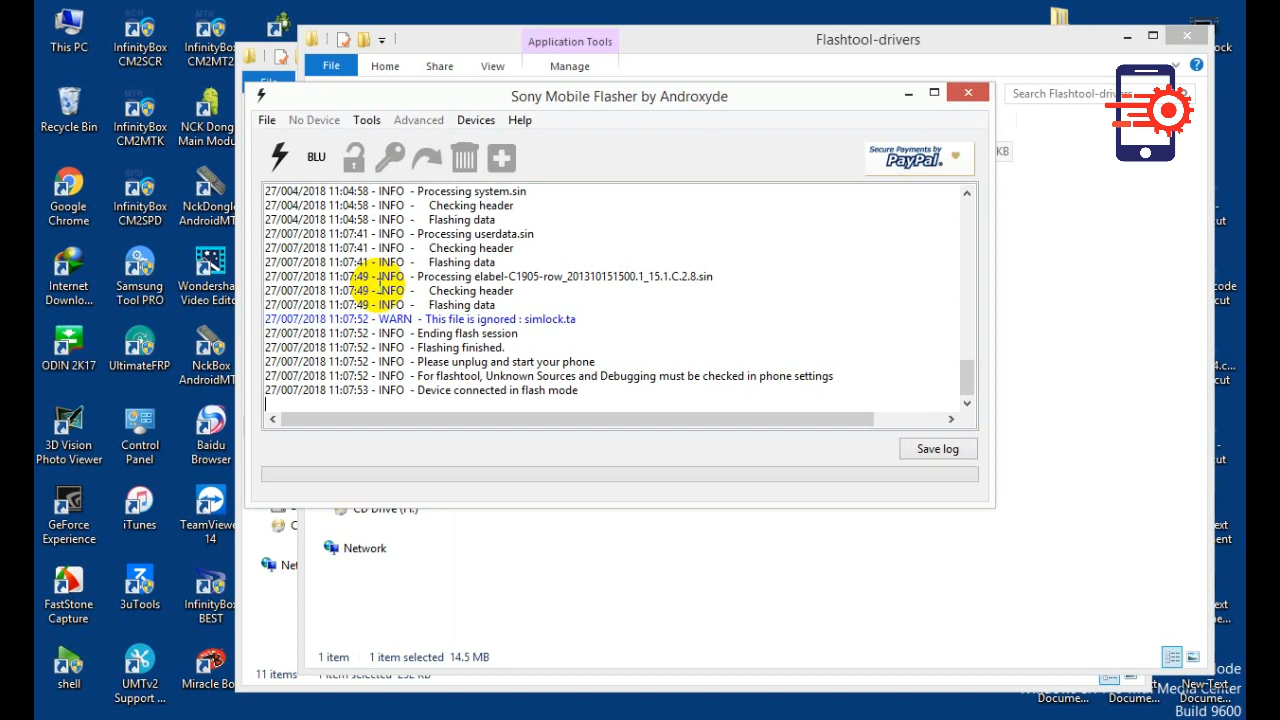 This PC
InfinityBox CM2SCR
InfinityBox CM2MT2
Recycle Bin
InfinityBox CM2MTK
NCK Dongle Main Modu
Google Chrome
InfinityBox CM2SPD
NckDongle AndroidMT
Internet Downlo...
Samsung Tool PRO
Wondersha Video Edit
ODIN 2K17
UltimateFRP
NckBox AndroidMT
3D Vision Photo Viewer
Control Panel
Baidu Browser
GeForce Experience
iTunes
TeamViewe 14
FastStone Capture
3uTools
InfinityBox BEST
shell
UMTv2 Support ...
Miracle Bo
Application Tools
Flashtool-drivers
File
Home
Share
View
Manage
Search Flashtool-drivers
KB
Sony Mobile Flasher by Androxyde
File
No Device
Tools
Advanced
Devices
Help
BLU
Secure Payments by
PayPal.
27/004/2018 11:04:58 - INFO - Processing system.sin
27/004/2018 11:04:58 - INFO - Checking header
27/004/2018 11:04:58 - INFO - Flashing data
27/007/2018 11:07:41 - INFO - Processing userdata.sin
27/007/2018 11:07:41 - INFO - Checking header
27/007/2018 11:07:41 - INFO - Flashing data
27/007/2018 11:07:49 - INFO - Processing elabel-C1905-row_201310151500.1_15.1.C.2.8.sin
27/007/2018 11:07:49 - INFO - Checking header
27/007/2018 11:07:49 - INFO - Flashing data
27/007/2018 11:07:52 - WARN - This file is ignored : simlock.ta
27/007/2018 11:07:52 - INFO - Ending flash session
27/007/2018 11:07:52 - INFO - Flashing finished.
27/007/2018 11:07:52 - INFO - Please unplug and start your phone
27/007/2018 11:07:52 - INFO - For flashtool, Unknown Sources and Debugging must be checked in phone settings
27/007/2018 11:07:53 - INFO - Device connected in flash mode
Save log
CD Drive (H:)
Network
Net
1 item
1 item selected 14.5 MB
11 items
Docume...
Docume...
New Text Docume...
Build 9600